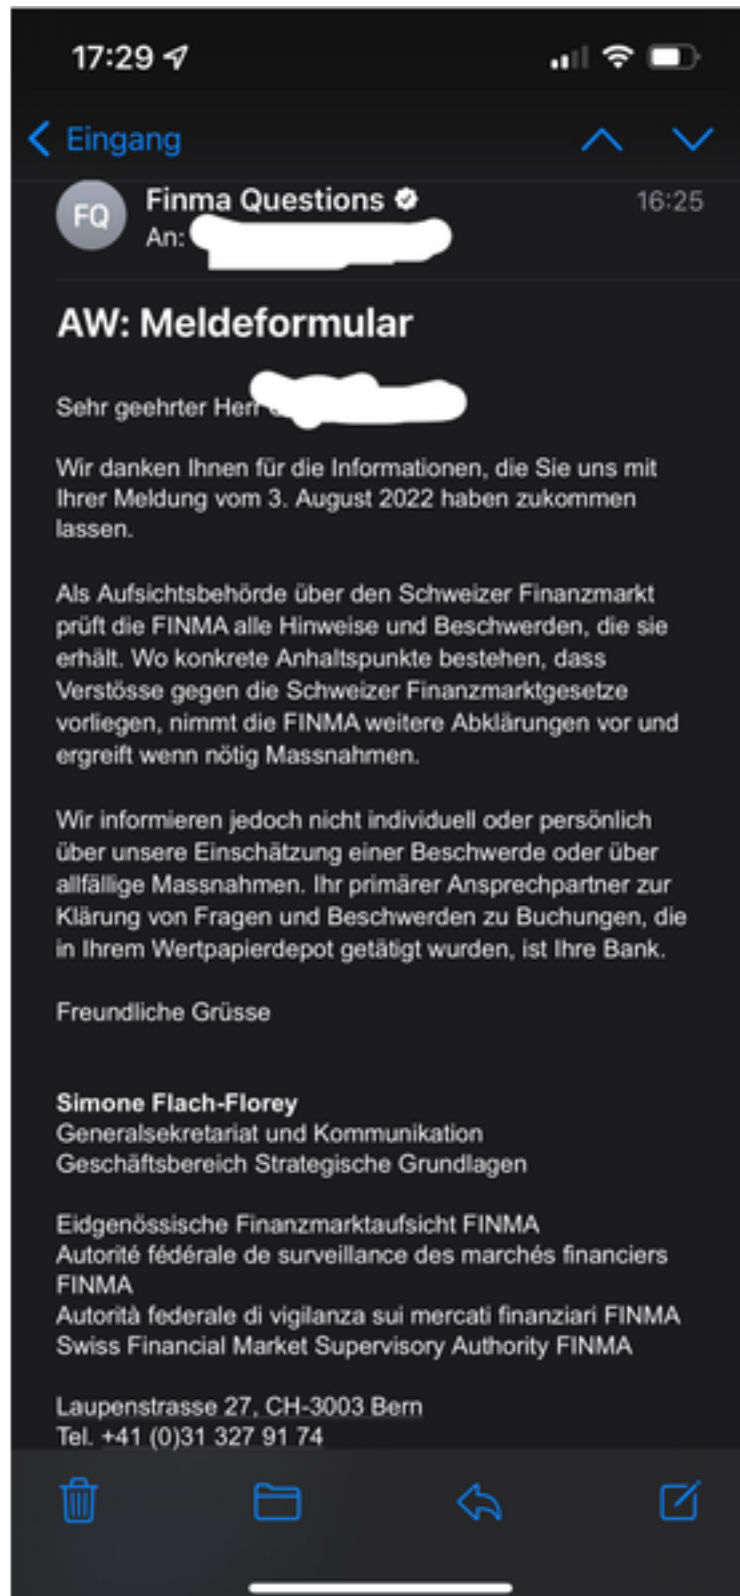 17:29
Eingang
FQ
Finma Questions
16:25
An:
AW: Meldeformular
Sehr geehrter Herr
Wir danken Ihnen für die Informationen, die Sie uns mit
Ihrer Meldung vom 3. August 2022 haben zukommen
lassen.
Als Aufsichtsbehörde über den Schweizer Finanzmarkt
prüft die FINMA alle Hinweise und Beschwerden, die sie
erhält. Wo konkrete Anhaltspunkte bestehen, dass
Verstösse gegen die Schweizer Finanzmarktgesetze
vorliegen, nimmt die FINMA weitere Abklärungen vor und
ergreift wenn nötig Massnahmen.
Wir informieren jedoch nicht individuell oder persönlich
über unsere Einschätzung einer Beschwerde oder über
allfällige Massnahmen. Ihr primärer Ansprechpartner zur
Klärung von Fragen und Beschwerden zu Buchungen, die
in Ihrem Wertpapierdepot getätigt wurden, ist Ihre Bank.
Freundliche Grüsse
Simone Flach-Florey
Generalsekretariat und Kommunikation
Geschäftsbereich Strategische Grundlagen
Eidgenössische Finanzmarktaufsicht FINMA
Autorité fédérale de surveillance des marchés financiers
FINMA
Autorità federale di vigilanza sui mercati finanziari FINMA
Swiss Financial Market Supervisory Authority FINMA
Laupenstrasse 27, CH-3003 Bern
Tel. +41 (0)31 327 91 74